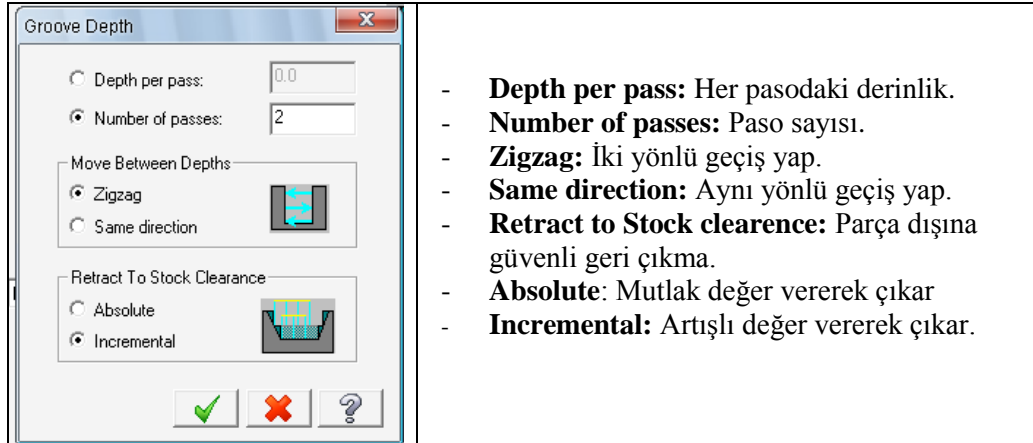 Groove Depth
Depth per pass: 0.0
Number of passes: 2
Move Between Depths
Zigzag
Same direction
Retract To Stock Clearance
Absolute
Incremental
- Depth per pass: Her pasodaki derinlik.
- Number of passes: Paso sayısı.
- Zigzag: İki yönlü geçiş yap.
- Same direction: Aynı yönlü geçiş yap.
- Retract to Stock clearence: Parça dışına
güvenli geri çıkma.
- Absolute: Mutlak değer vererek çıkar
- Incremental: Artışlı değer vererek çıkar.